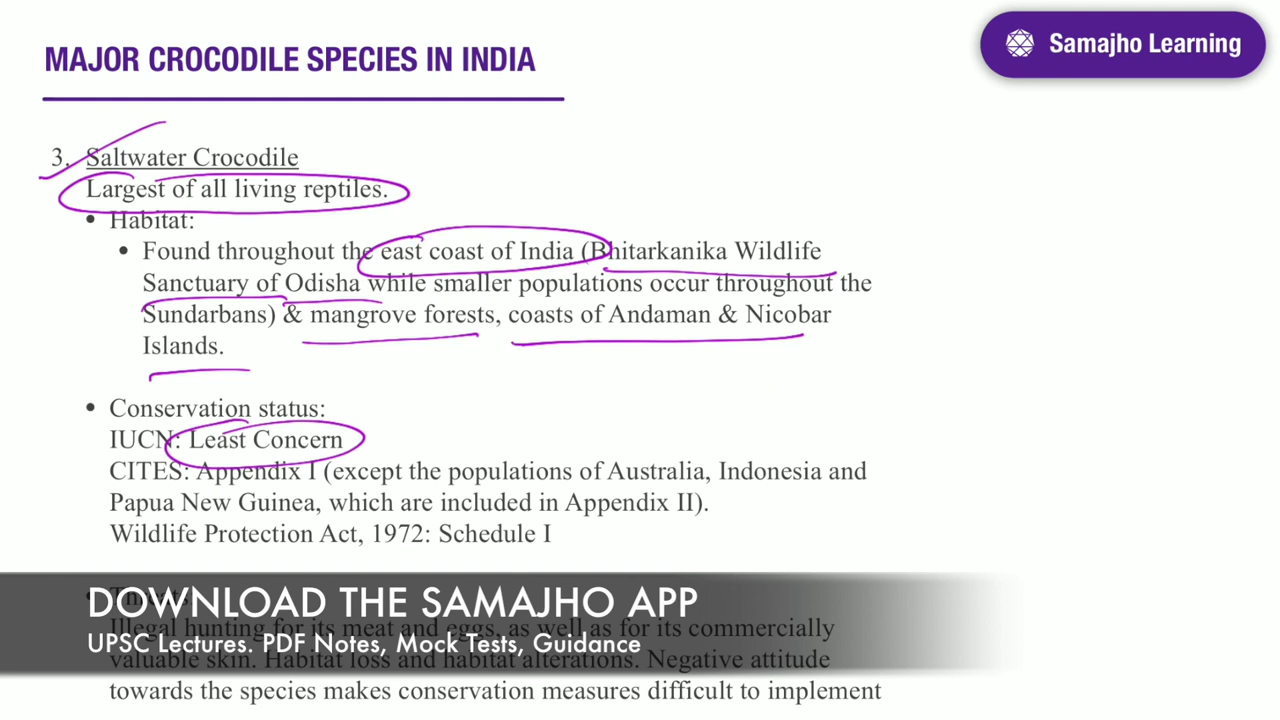 MAJOR CROCODILE SPECIES IN INDIA
Samajho Learning
3. Saltwater Crocodile
Largest of all living reptiles.
• Habitat:
• Found throughout the east coast of India (Bhitarkanika Wildlife
Sanctuary of Odisha while smaller populations occur throughout the
Sundarbans) & mangrove forests, coasts of Andaman & Nicobar
Islands.
• Conservation status:
IUCN: Least Concern
CITES: Appendix I (except the populations of Australia, Indonesia and
Papua New Guinea, which are included in Appendix II).
Wildlife Protection Act, 1972: Schedule I
• Threats
DOWNLOAD THE SAMAJHO APP
Illegal hunting for its meat and eggs, as well as for its commercially
UPSC Lectures. PDF Notes, Mock Tests, Guidance
valuable skin. Habitat loss and habitat alterations. Negative attitude
towards the species makes conservation measures difficult to implement